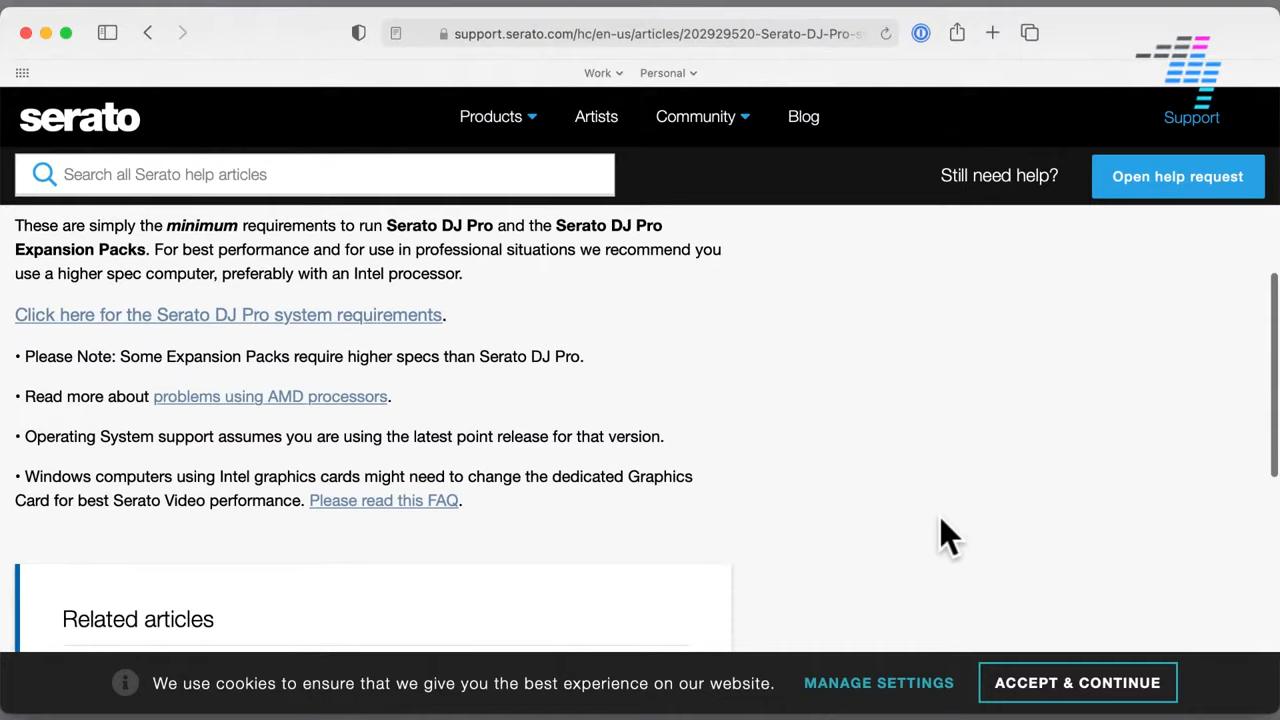 support.serato.com/hc/en-us/articles/202929520-Serato-DJ-Pro-s
Work
Personal
serato
Products
Artists
Community
Blog
Support
Search all Serato help articles
Still need help?
Open help request
These are simply the minimum requirements to run Serato DJ Pro and the Serato DJ Pro
Expansion Packs. For best performance and for use in professional situations we recommend you
use a higher spec computer, preferably with an Intel processor.
Click here for the Serato DJ Pro system requirements.
• Please Note: Some Expansion Packs require higher specs than Serato DJ Pro.
• Read more about problems using AMD processors.
• Operating System support assumes you are using the latest point release for that version.
• Windows computers using Intel graphics cards might need to change the dedicated Graphics
Card for best Serato Video performance. Please read this FAQ.
Related articles
We use cookies to ensure that we give you the best experience on our website.
MANAGE SETTINGS
ACCEPT & CONTINUE